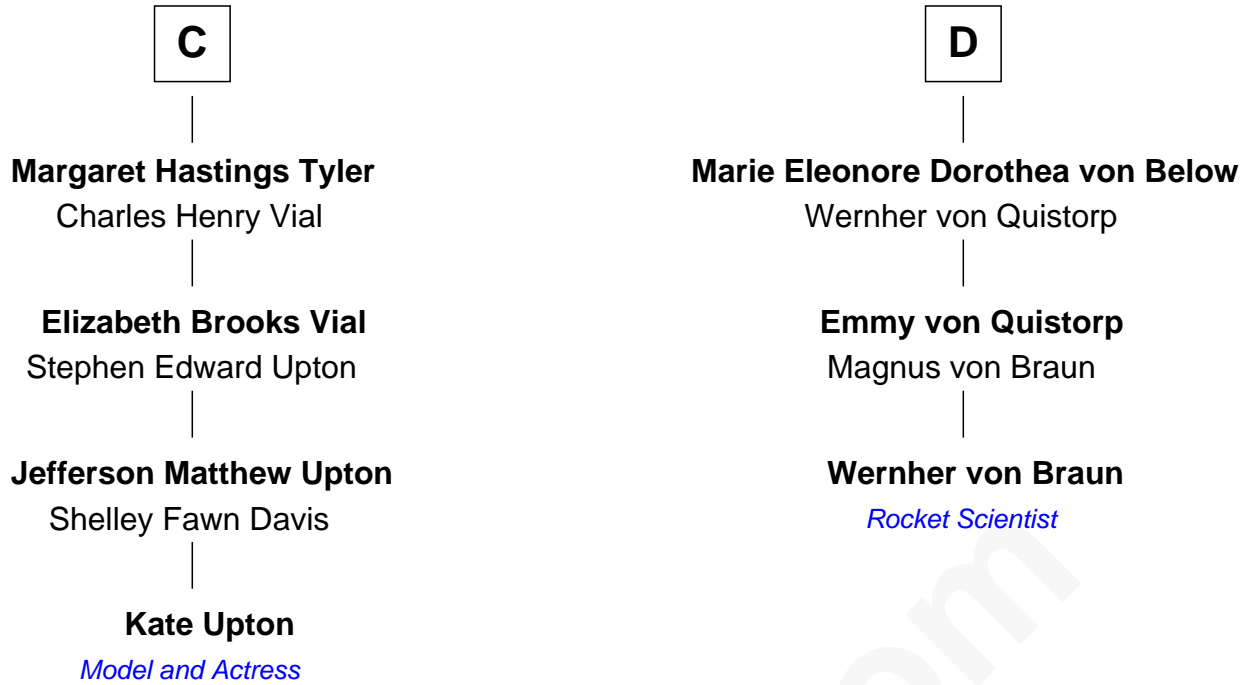 C
Margaret Hastings Tyler
Charles Henry Vial
Elizabeth Brooks Vial
Stephen Edward Upton
Jefferson Matthew Upton
Shelley Fawn Davis
Kate Upton
Model and Actress
D
Marie Eleonore Dorothea von Below
Wernher von Quistorp
Emmy von Quistorp
Magnus von Braun
Wernher von Braun
Rocket Scientist
om